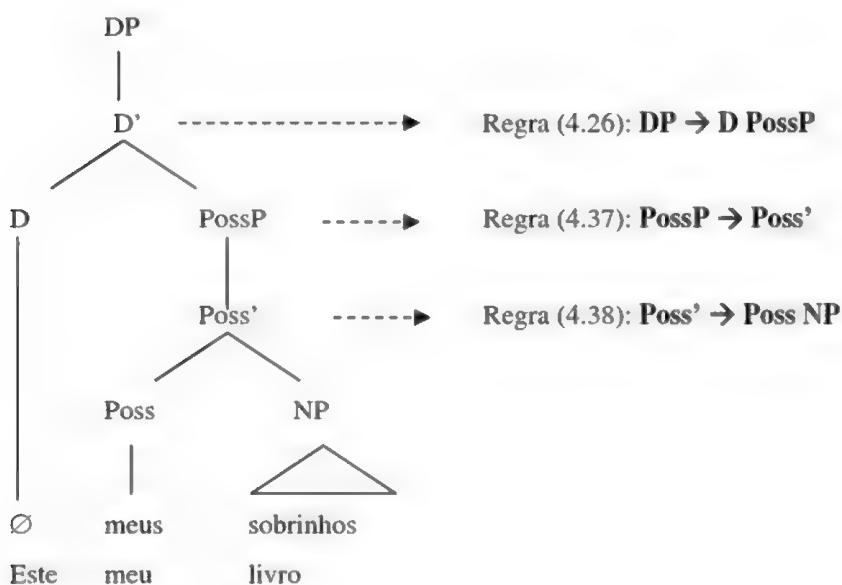 DP
D’ Regra (4.26): DP → D PossP
D PossP Regra (4.37): PossP → Poss’
Poss’ Regra (4.38): Poss’ → Poss NP
Poss NP
∅ meus sobrinhos
Este meu livro